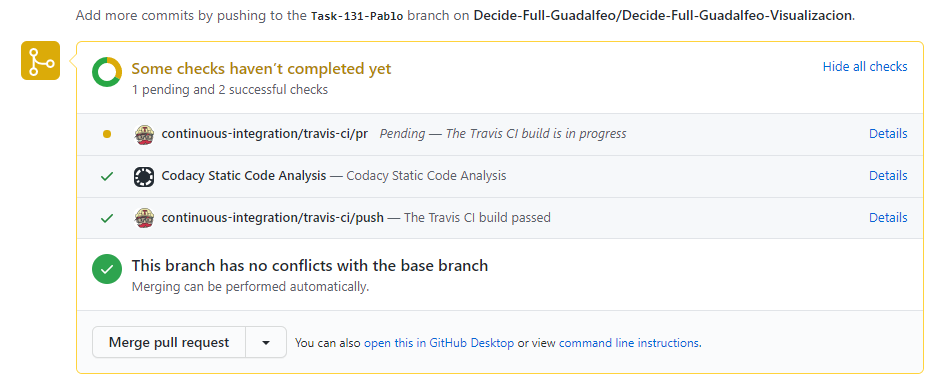 Add more commits by pushing to the Task-131-Pablo branch on Decide-Full-Guadalfeo/Decide-Full-Guadalfeo-Visualizacion.
Some checks haven't completed yet
Hide all checks
1 pending and 2 successful checks
continuous-integration/travis-ci/pr Pending — The Travis CI build is in progress
Details
Codacy Static Code Analysis — Codacy Static Code Analysis
Details
continuous-integration/travis-ci/push — The Travis CI build passed
Details
This branch has no conflicts with the base branch
Merging can be performed automatically.
Merge pull request
You can also open this in GitHub Desktop or view command line instructions.